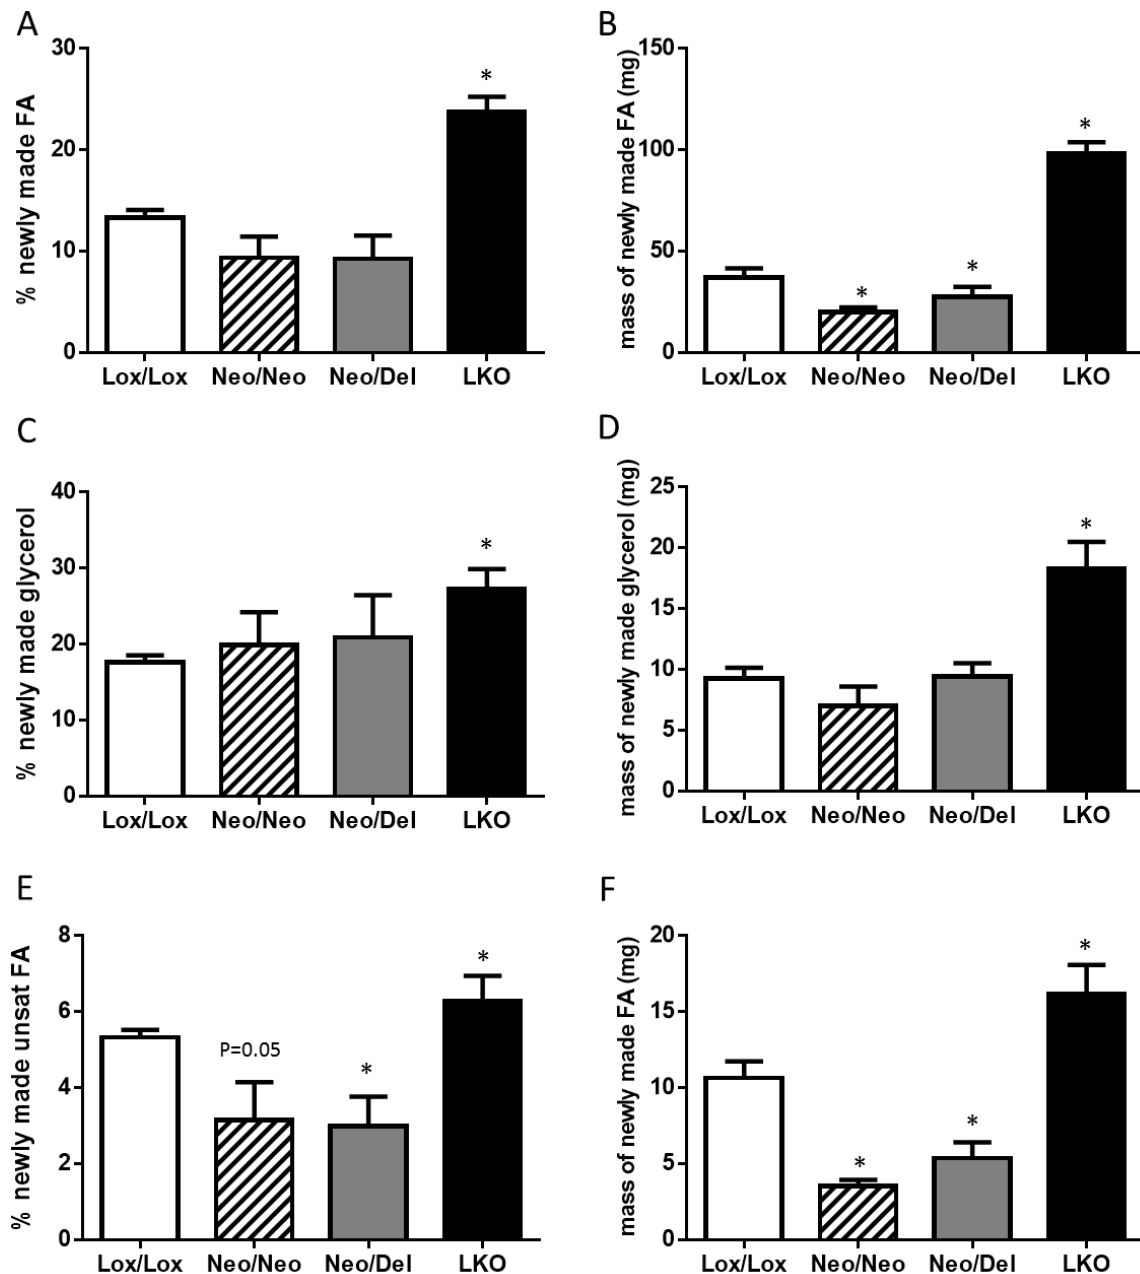 A
% newly made FA
30
20
10
0
*
Lox/Lox Neo/Neo Neo/Del LKO
B
mass of newly made FA (mg)
150
100
50
0
* * *
Lox/Lox Neo/Neo Neo/Del LKO
C
% newly made glycerol
40
30
20
10
0
*
Lox/Lox Neo/Neo Neo/Del LKO
D
mass of newly made glycerol (mg)
25
20
15
10
5
0
*
Lox/Lox Neo/Neo Neo/Del LKO
E
% newly made unsat FA
8
6
4
2
0
P=0.05 * *
Lox/Lox Neo/Neo Neo/Del LKO
F
mass of newly made FA (mg)
20
15
10
5
0
* * *
Lox/Lox Neo/Neo Neo/Del LKO